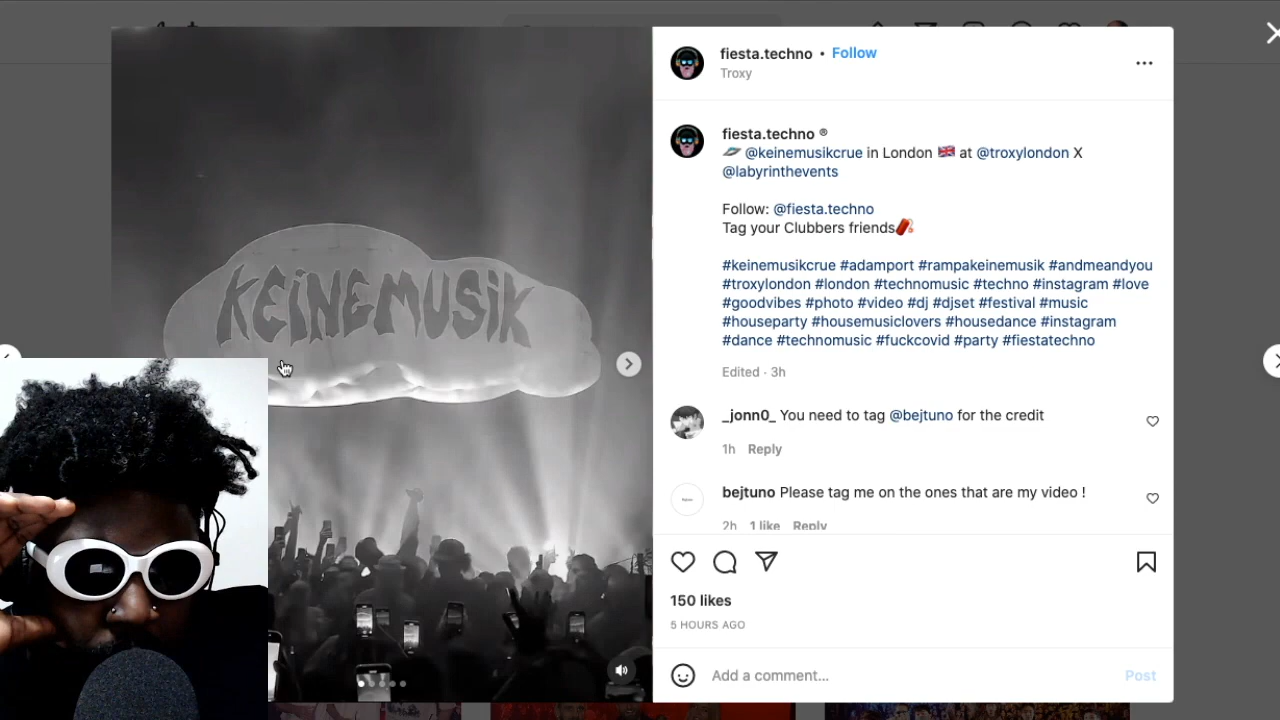 KEINEMUSIK
fiesta.techno • Follow
Troxy
fiesta.techno ®
@keinemusikcrue in London 🇬🇧 at @troxylondon X
@labyrinthevents
Follow: @fiesta.techno
Tag your Clubbers friends🧨
#keinemusikcrue #adamport #rampakeinemusik #andmeandyou
#troxylondon #london #technomusic #techno #instagram #love
#goodvibes #photo #video #dj #djset #festival #music
#houseparty #housemusiclovers #housedance #instagram
#dance #technomusic #fuckcovid #party #fiestatechno
Edited · 3h
_jonn0_ You need to tag @bejtuno for the credit
1h Reply
bejtuno Please tag me on the ones that are my video !
2h 1 like Reply
150 likes
5 HOURS AGO
Add a comment... Post